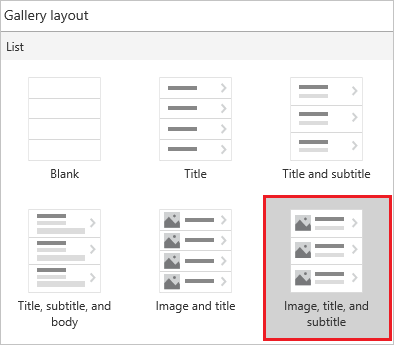 Gallery layout
List
Blank
Title
Title and subtitle
Title, subtitle, and
body
Image and title
Image, title, and
subtitle